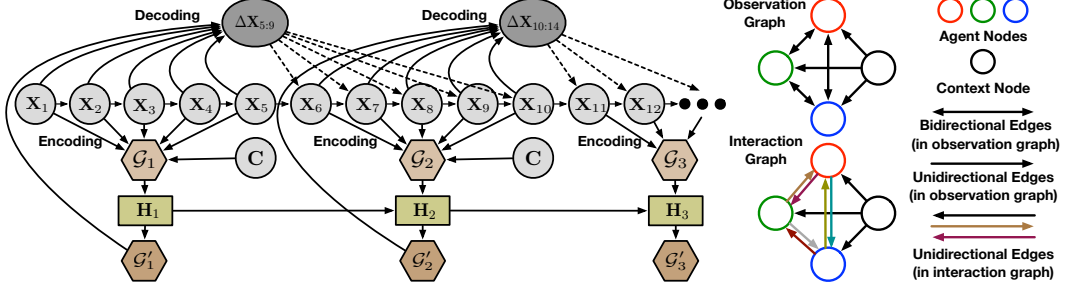 Decoding
ΔX₅:₉
Decoding
ΔX₁₀:₁₄
X₁ X₂ X₃ X₄ X₅ X₆ X₇ X₈ X₉ X₁₀ X₁₁ X₁₂
Encoding
Encoding
Encoding
𝒢₁ C 𝒢₂ C 𝒢₃
H₁ H₂ H₃
𝒢′₁ 𝒢′₂ 𝒢′₃
Observation
Graph
Interaction
Graph
Agent Nodes
Context Node
Bidirectional Edges
(in observation graph)
Unidirectional Edges
(in observation graph)
Unidirectional Edges
(in interaction graph)